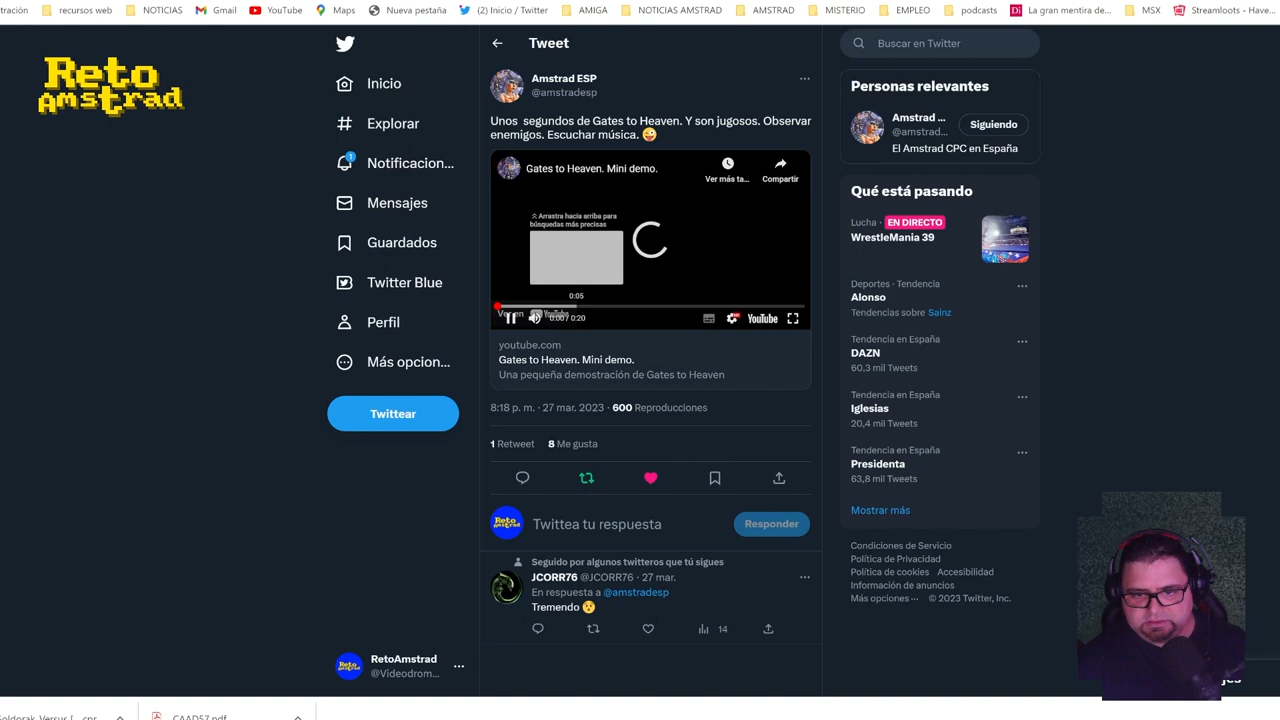 tración
recursos web
NOTICIAS
Gmail
YouTube
Maps
Nueva pestaña
(2) Inicio / Twitter
AMIGA
NOTICIAS AMSTRAD
AMSTRAD
MISTERIO
EMPLEO
podcasts
La gran mentira de...
MSX
Streamloots - Have...
Reto
Amstrad
Inicio
Explorar
1
Notificacion...
Mensajes
Guardados
Twitter Blue
Perfil
Más opcion...
Twittear
RetoAmstrad
@Videodrom...
Tweet
Amstrad ESP
@amstradesp
Unos segundos de Gates to Heaven. Y son jugosos. Observar
enemigos. Escuchar música. 😜
Gates to Heaven. Mini demo.
Ver más ta...
Compartir
Arrastra hacia arriba para
búsquedas más precisas
0:05
Ver en YouTube
0:00 / 0:20
YouTube
youtube.com
Gates to Heaven. Mini demo.
Una pequeña demostración de Gates to Heaven
8:18 p. m. · 27 mar. 2023 · 600 Reproducciones
1 Retweet 8 Me gusta
Reto
Amstrad
Twittea tu respuesta
Responder
Seguido por algunos twitteros que tú sigues
JCORR76 @JCORR76 · 27 mar.
En respuesta a @amstradesp
Tremendo 😲
14
Buscar en Twitter
Personas relevantes
Amstrad ...
@amstrad...
Siguiendo
El Amstrad CPC en España
Qué está pasando
Lucha · EN DIRECTO
WrestleMania 39
Deportes · Tendencia
Alonso
Tendencias sobre Sainz
Tendencia en España
DAZN
60,3 mil Tweets
Tendencia en España
Iglesias
20,4 mil Tweets
Tendencia en España
Presidenta
63,8 mil Tweets
Mostrar más
Condiciones de Servicio
Política de Privacidad
Política de cookies Accesibilidad
Información de anuncios
Más opciones ··· © 2023 Twitter, Inc.
CAAD57.pdf